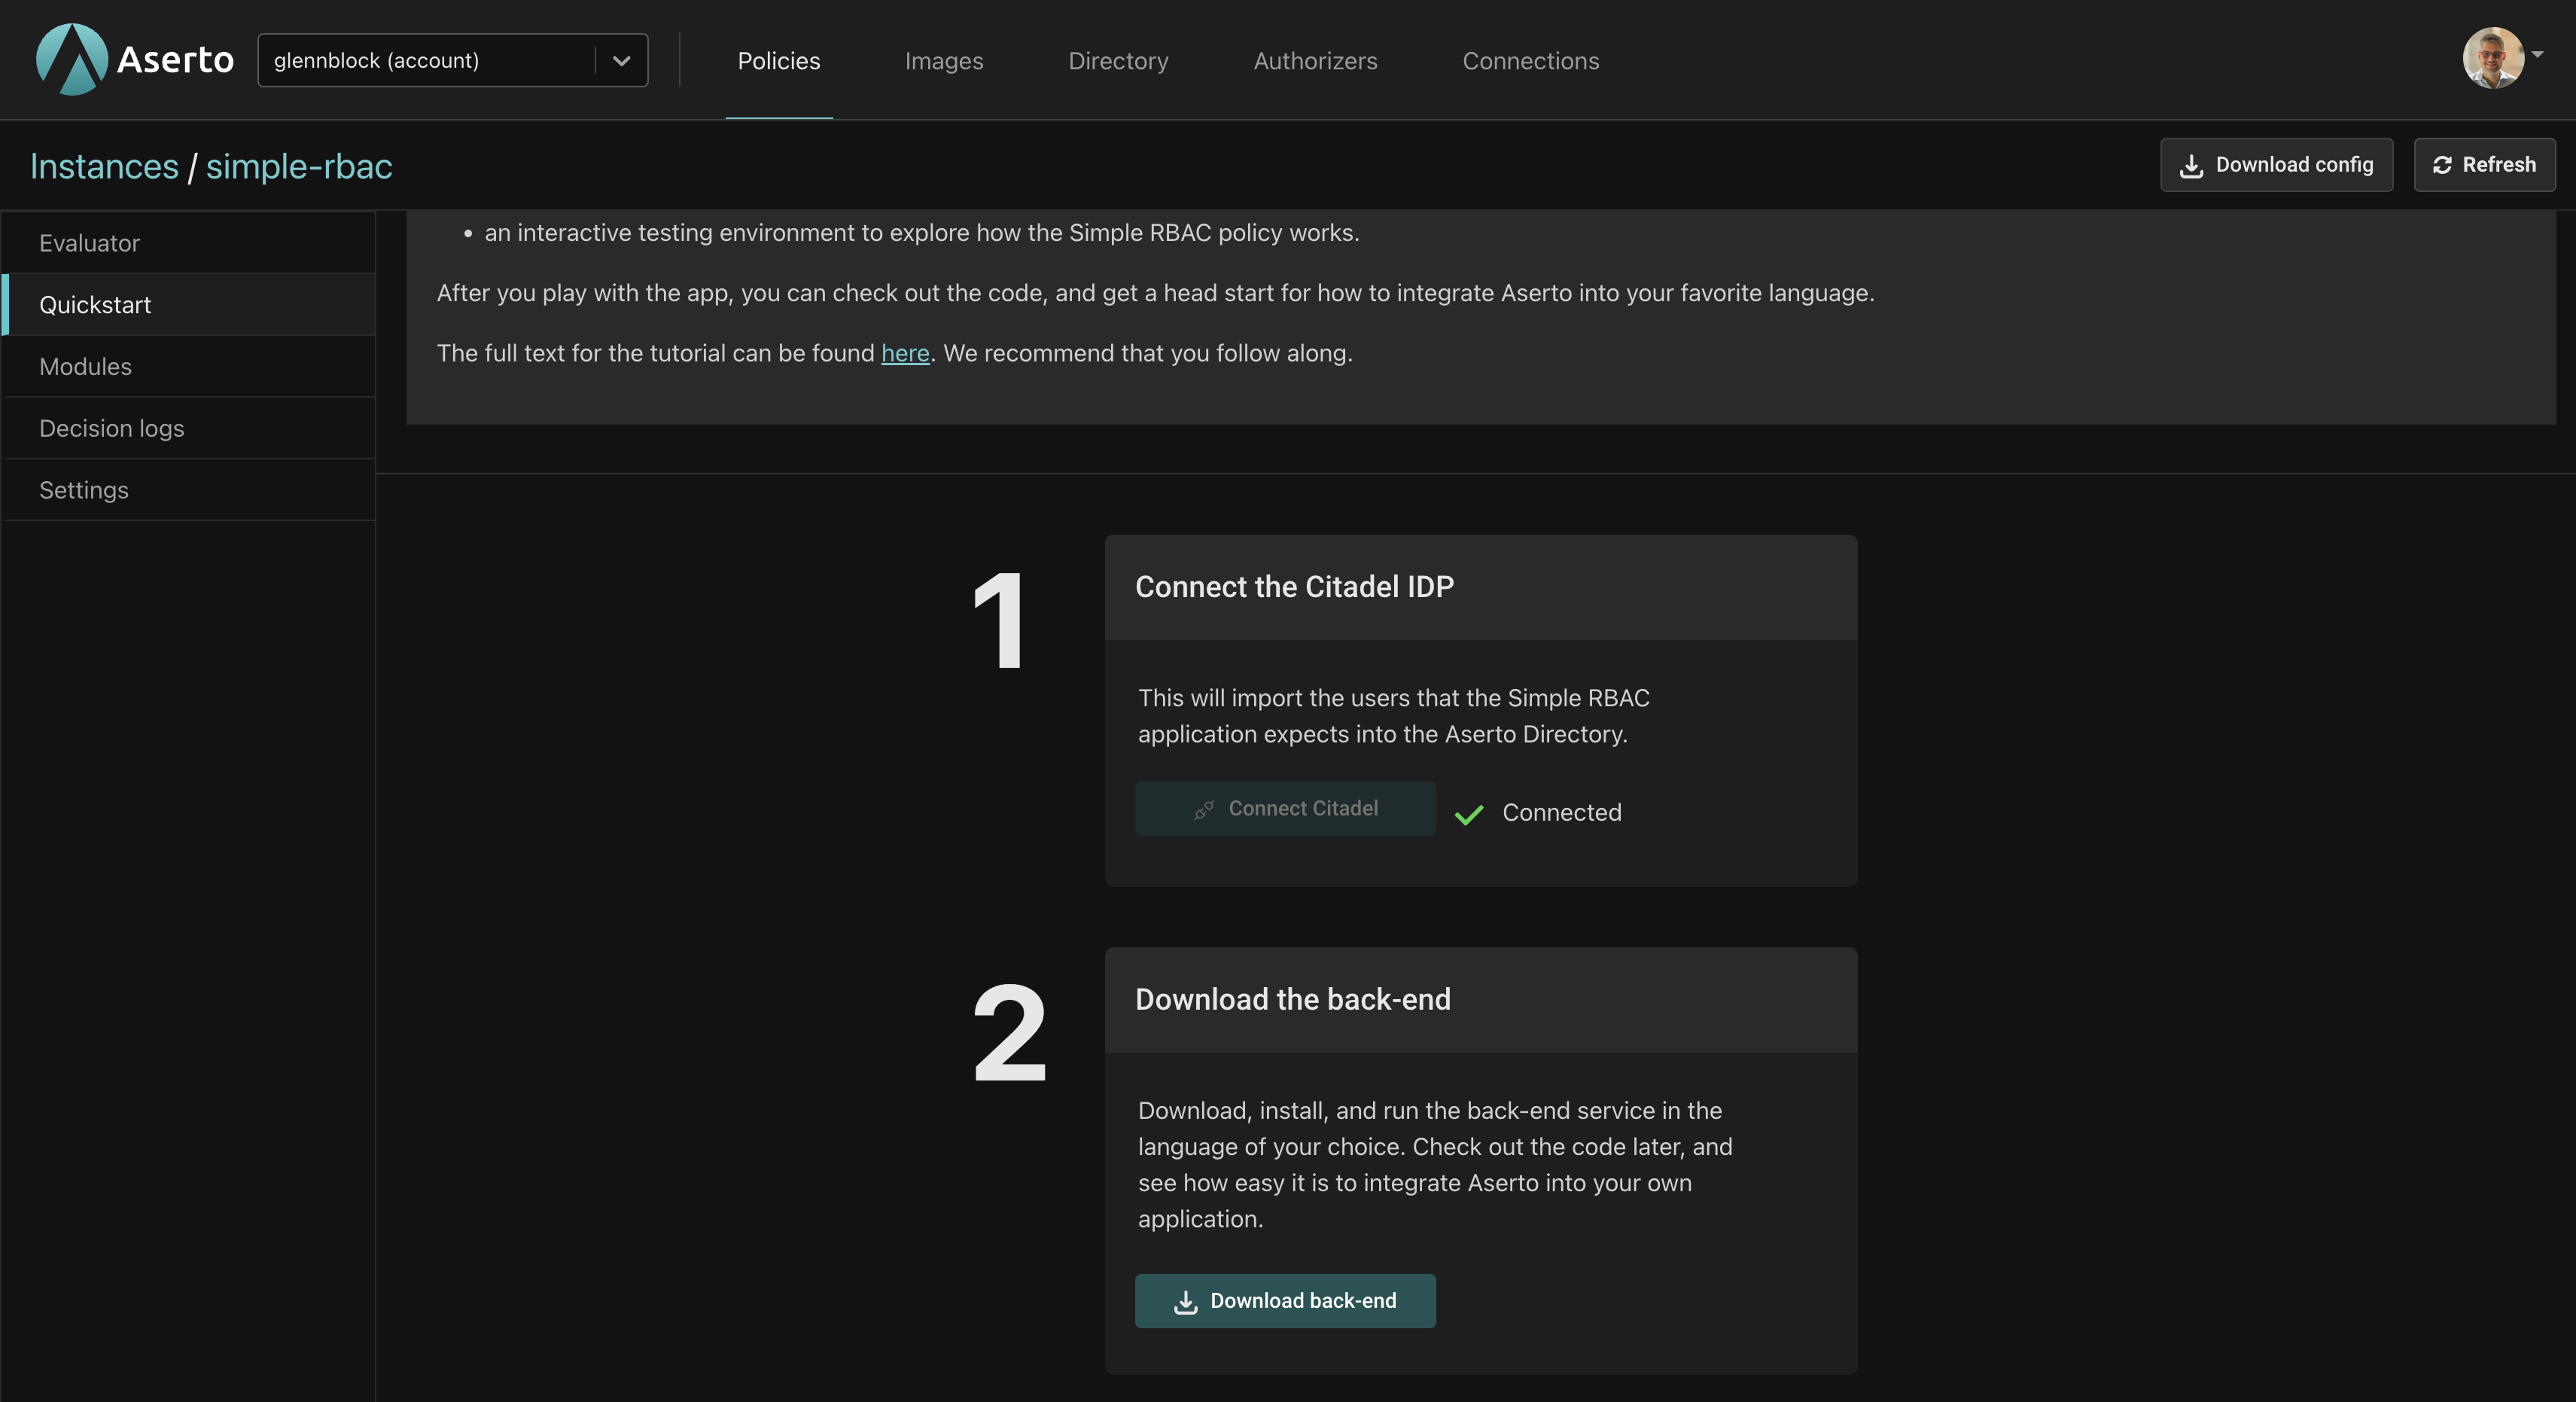 Aserto
glennblock (account)
Policies
Images
Directory
Authorizers
Connections
Instances / simple-rbac
Download config
Refresh
Evaluator
Quickstart
Modules
Decision logs
Settings
• an interactive testing environment to explore how the Simple RBAC policy works.
After you play with the app, you can check out the code, and get a head start for how to integrate Aserto into your favorite language.
The full text for the tutorial can be found here. We recommend that you follow along.
1
Connect the Citadel IDP
This will import the users that the Simple RBAC
application expects into the Aserto Directory.
Connect Citadel
Connected
2
Download the back-end
Download, install, and run the back-end service in the
language of your choice. Check out the code later, and
see how easy it is to integrate Aserto into your own
application.
Download back-end